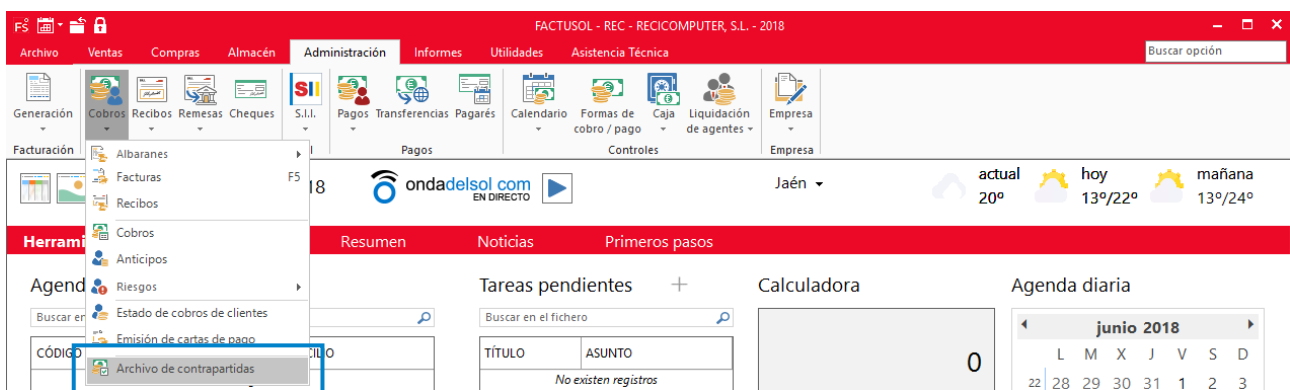 FS
FACTUSOL - REC - RECICOMPUTER, S.L. - 2018
Archivo Ventas Compras Almacén Administración Informes Utilidades Asistencia Técnica Buscar opción
Generación Cobros Recibos Remesas Cheques S.I.I. Pagos Transferencias Pagarés Calendario Formas de cobro / pago Caja Liquidación de agentes Empresa
SII
Facturación Pagos Controles Empresa
Albaranes
Facturas F5
Recibos
Cobros
Anticipos
Riesgos
Estado de cobros de clientes
Emisión de cartas de pago
Archivo de contrapartidas
18 ondadelsol com
EN DIRECTO
Jaén actual hoy mañana
20º 13º/22º 13º/24º
Herrami Resumen Noticias Primeros pasos
Agend Tareas pendientes Calculadora Agenda diaria
Buscar en Buscar en el fichero
junio 2018
CÓDIGO CILIO TÍTULO ASUNTO 0
L M X J V S D
No existen registros
22 28 29 30 31 1 2 3